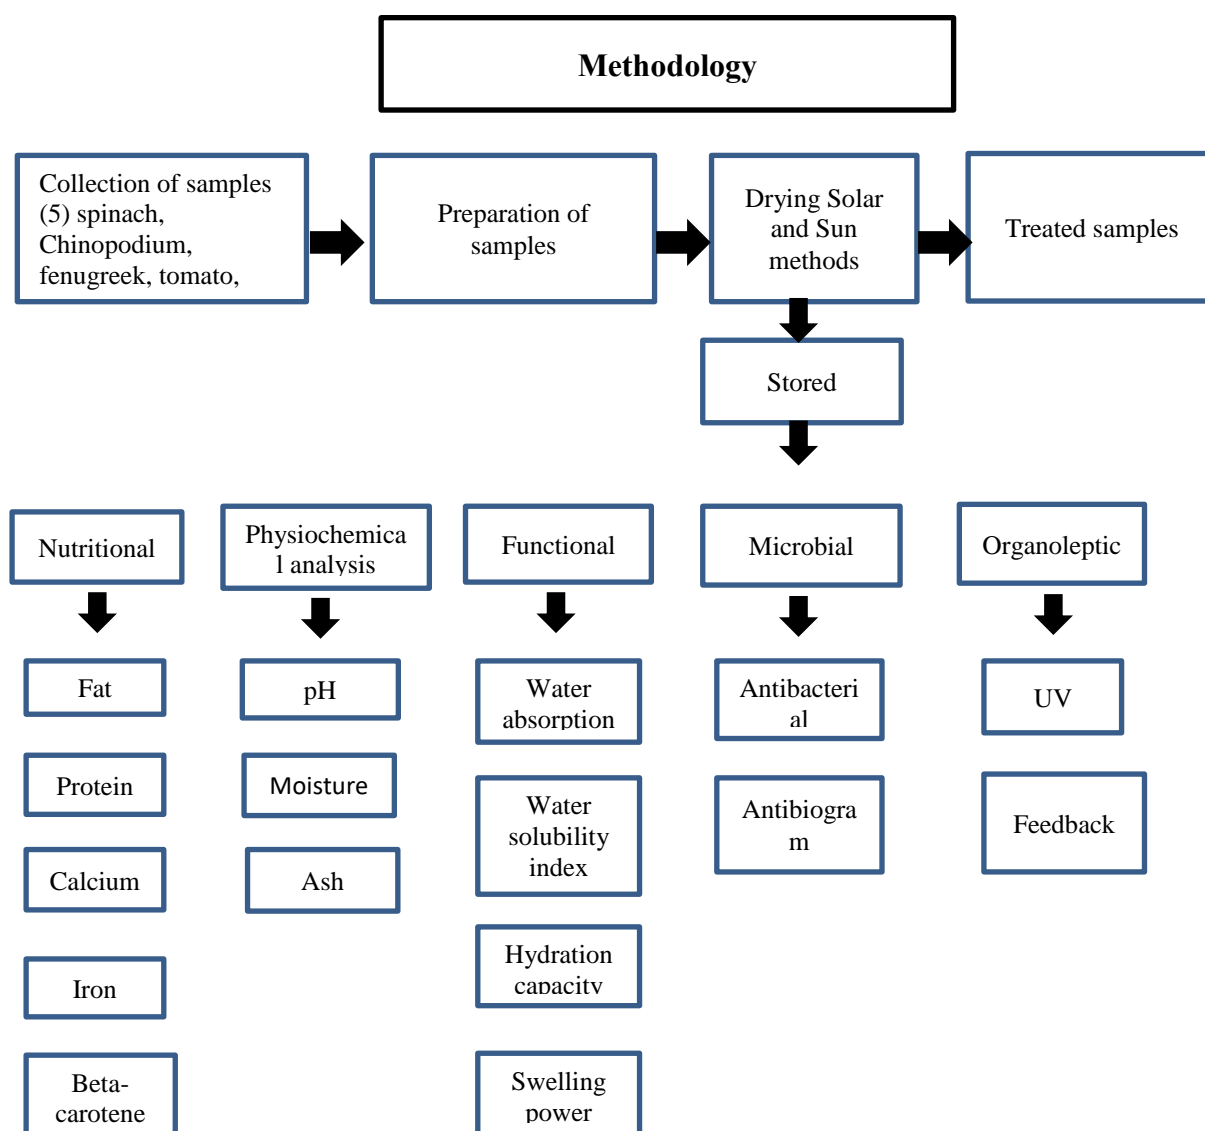 Methodology
Collection of samples
(5) spinach,
Chinopodium,
fenugreek, tomato,
Preparation of
samples
Drying Solar
and Sun
methods
Treated samples
Stored
Nutritional
Physiochemica
l analysis
Functional
Microbial
Organoleptic
Fat
pH
Water
absorption
Antibacteri
al
UV
Protein
Moisture
Water
solubility
index
Antibiogra
m
Feedback
Calcium
Ash
Iron
Hydration
capacity
Beta-
carotene
Swelling
power